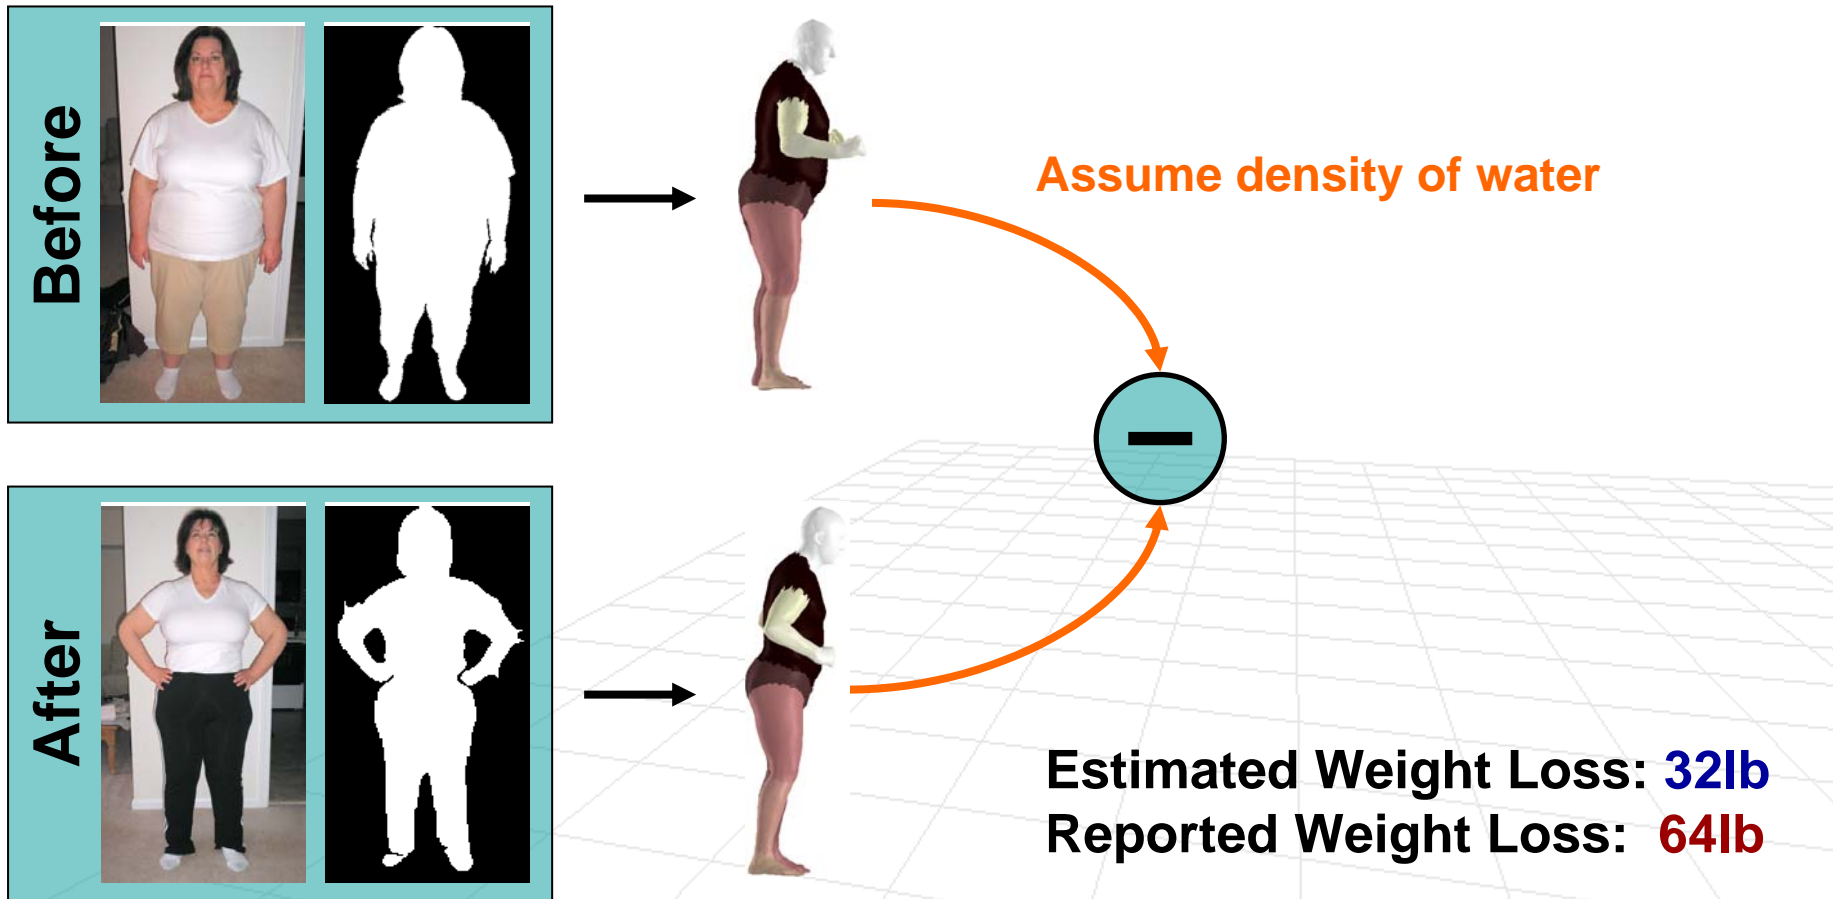 Before
Assume density of water
After
Estimated Weight Loss: 32lb
Reported Weight Loss: 64lb